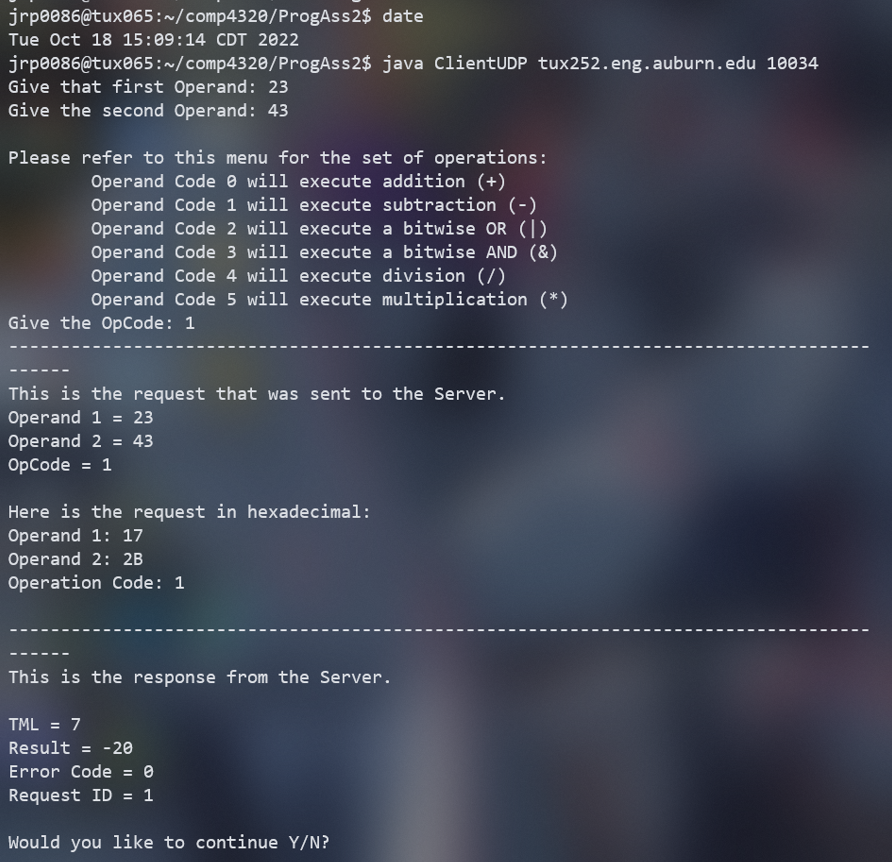 jrp0086@tux065:~/comp4320/ProgAss2$ date
Tue Oct 18 15:09:14 CDT 2022
jrp0086@tux065:~/comp4320/ProgAss2$ java ClientUDP tux252.eng.auburn.edu 10034
Give that first Operand: 23
Give the second Operand: 43

Please refer to this menu for the set of operations:
        Operand Code 0 will execute addition (+)
        Operand Code 1 will execute subtraction (-)
        Operand Code 2 will execute a bitwise OR (|)
        Operand Code 3 will execute a bitwise AND (&)
        Operand Code 4 will execute division (/)
        Operand Code 5 will execute multiplication (*)
Give the OpCode: 1
-----------------------------------------------------------------------------------
------
This is the request that was sent to the Server.
Operand 1 = 23
Operand 2 = 43
OpCode = 1

Here is the request in hexadecimal:
Operand 1: 17
Operand 2: 2B
Operation Code: 1

-----------------------------------------------------------------------------------
------
This is the response from the Server.

TML = 7
Result = -20
Error Code = 0
Request ID = 1

Would you like to continue Y/N?